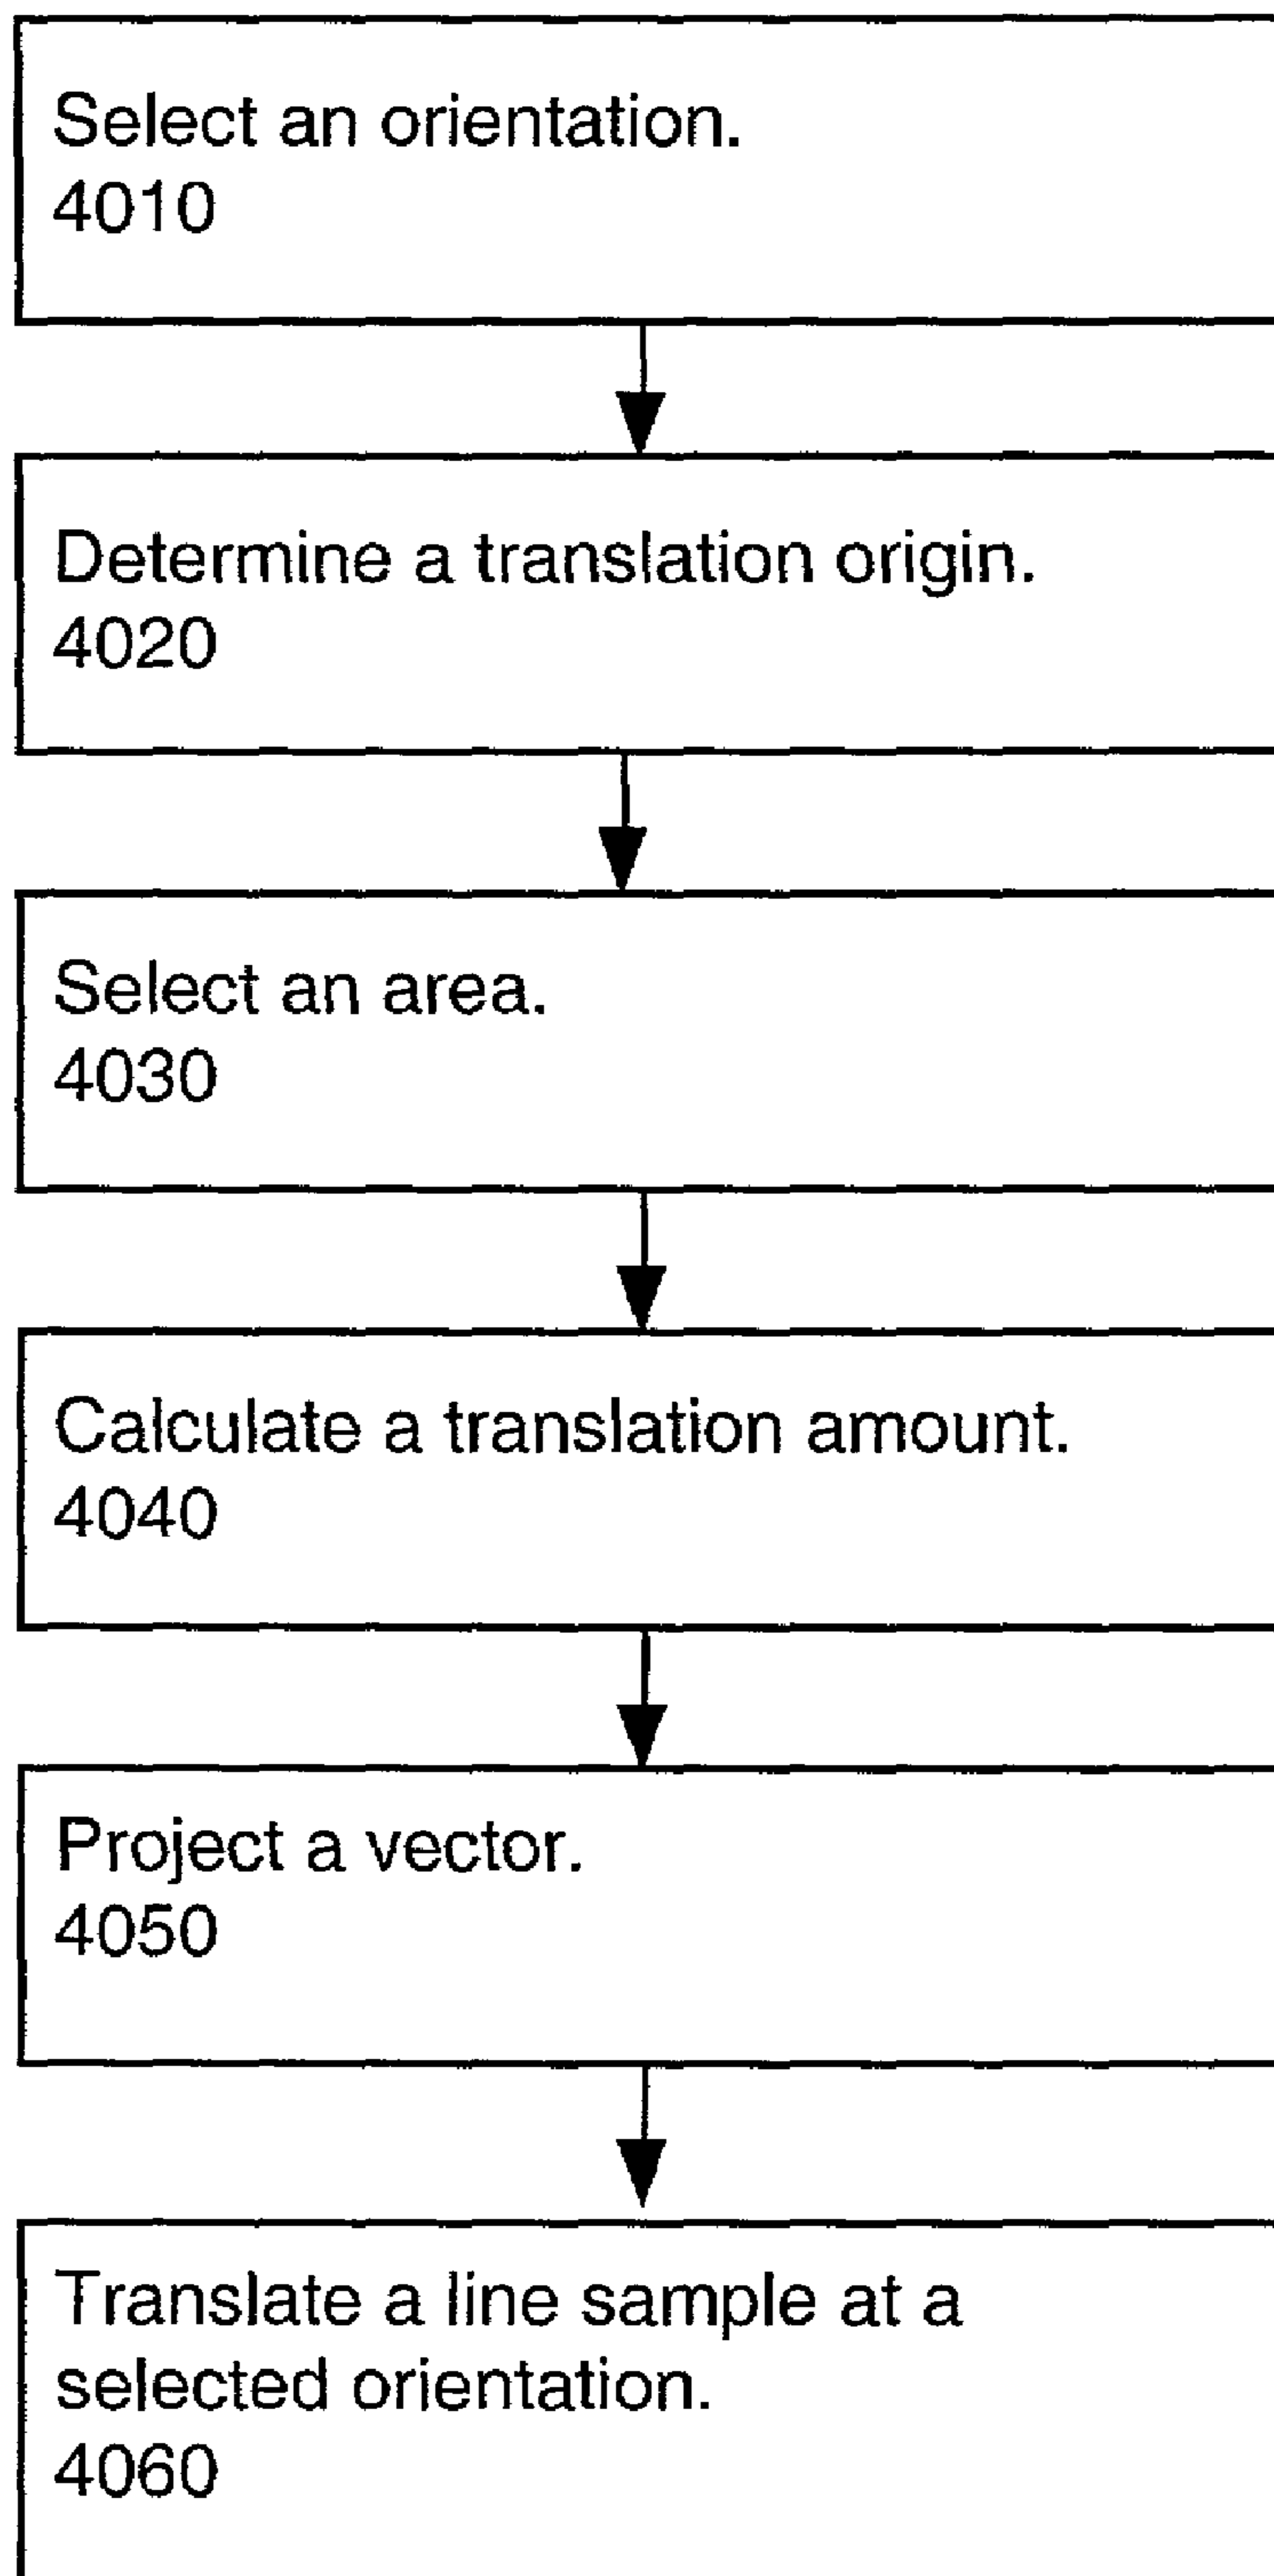 Select an orientation.
4010
Determine a translation origin.
4020
Select an area.
4030
Calculate a translation amount.
4040
Project a vector.
4050
Translate a line sample at a
selected orientation.
4060